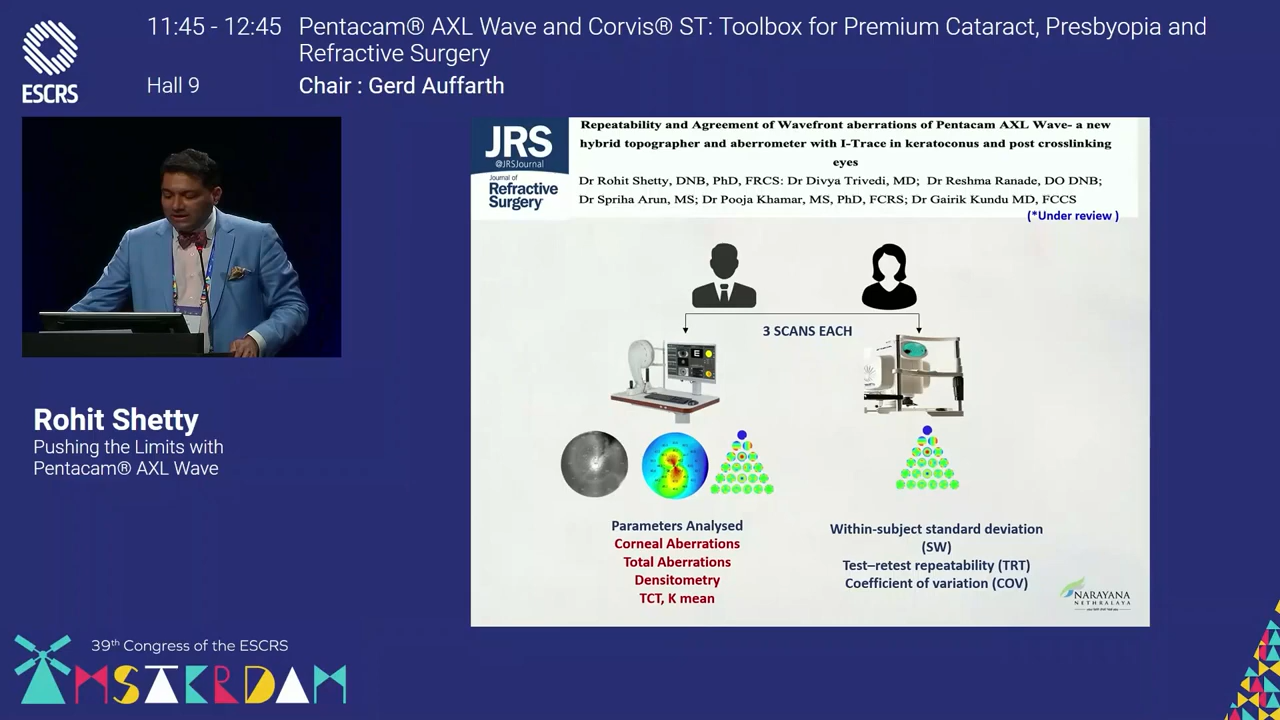 11:45 - 12:45
Pentacam® AXL Wave and Corvis® ST: Toolbox for Premium Cataract, Presbyopia and
Refractive Surgery
Hall 9
Chair : Gerd Auffarth
ESCRS
JRS
@JRSJournal
Journal of
Refractive
Surgery
Repeatability and Agreement of Wavefront aberrations of Pentacam AXL Wave- a new
hybrid topographer and aberrometer with I-Trace in keratoconus and post crosslinking
eyes
Dr Rohit Shetty, DNB, PhD, FRCS: Dr Divya Trivedi, MD; Dr Reshma Ranade, DO DNB;
Dr Spriha Arun, MS; Dr Pooja Khamar, MS, PhD, FCRS; Dr Gairik Kundu MD, FCCS
(*Under review )
3 SCANS EACH
E
Parameters Analysed
Corneal Aberrations
Total Aberrations
Densitometry
TCT, K mean
Within-subject standard deviation
(SW)
Test–retest repeatability (TRT)
Coefficient of variation (COV)
NARAYANA
NETHRALAYA
Rohit Shetty
Pushing the Limits with
Pentacam® AXL Wave
39th Congress of the ESCRS
AMSTERDAM